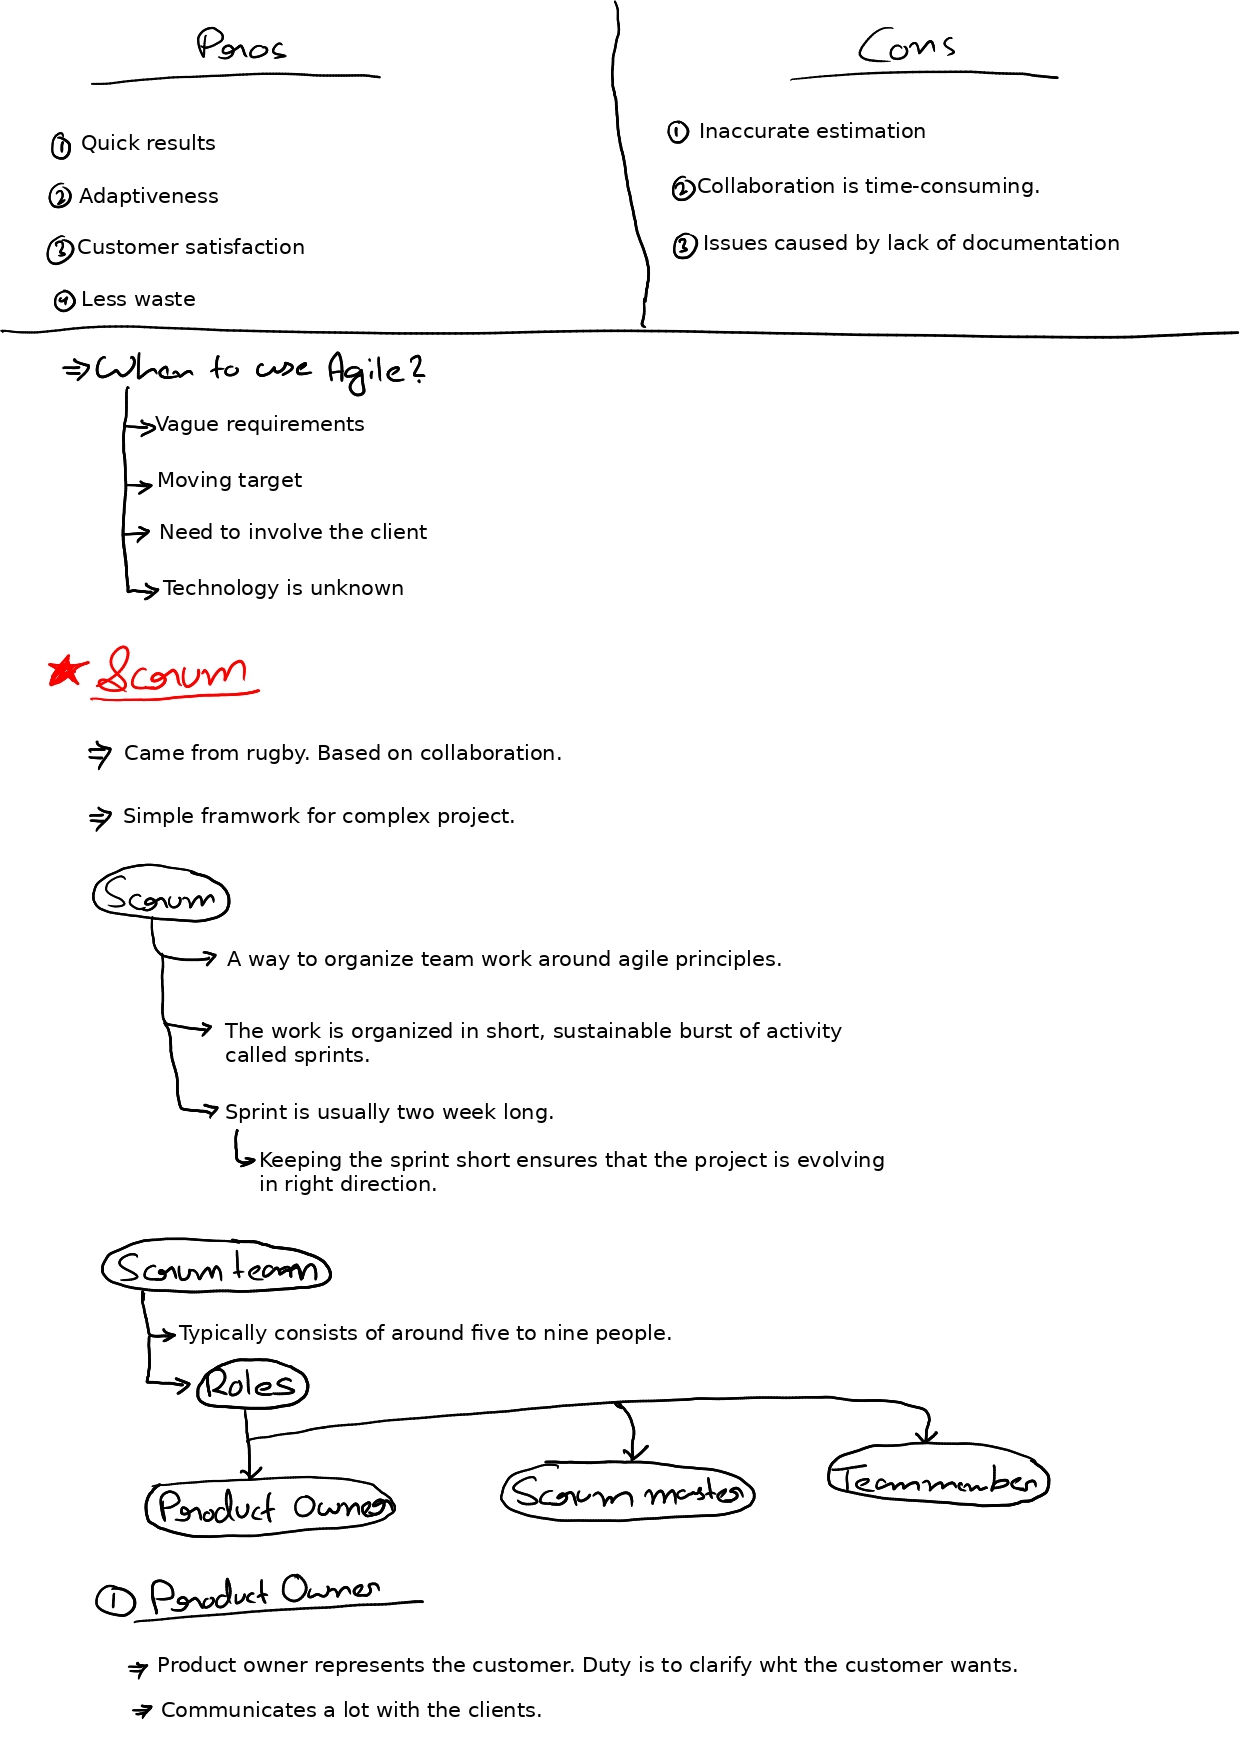 Pros
① Quick results
② Adaptiveness
③ Customer satisfaction
④ Less waste
Cons
① Inaccurate estimation
② Collaboration is time-consuming.
③ Issues caused by lack of documentation
⇒ When to use Agile?
→ Vague requirements
→ Moving target
→ Need to involve the client
→ Technology is unknown
★ Scrum
⇒ Came from rugby. Based on collaboration.
⇒ Simple framwork for complex project.
Scrum
→ A way to organize team work around agile principles.
→ The work is organized in short, sustainable burst of activity
called sprints.
→ Sprint is usually two week long.
→ Keeping the sprint short ensures that the project is evolving
in right direction.
Scrum team
→ Typically consists of around five to nine people.
→ Roles
Product Owner
Scrum master
Team member
① Product Owner
⇒ Product owner represents the customer. Duty is to clarify wht the customer wants.
⇒ Communicates a lot with the clients.